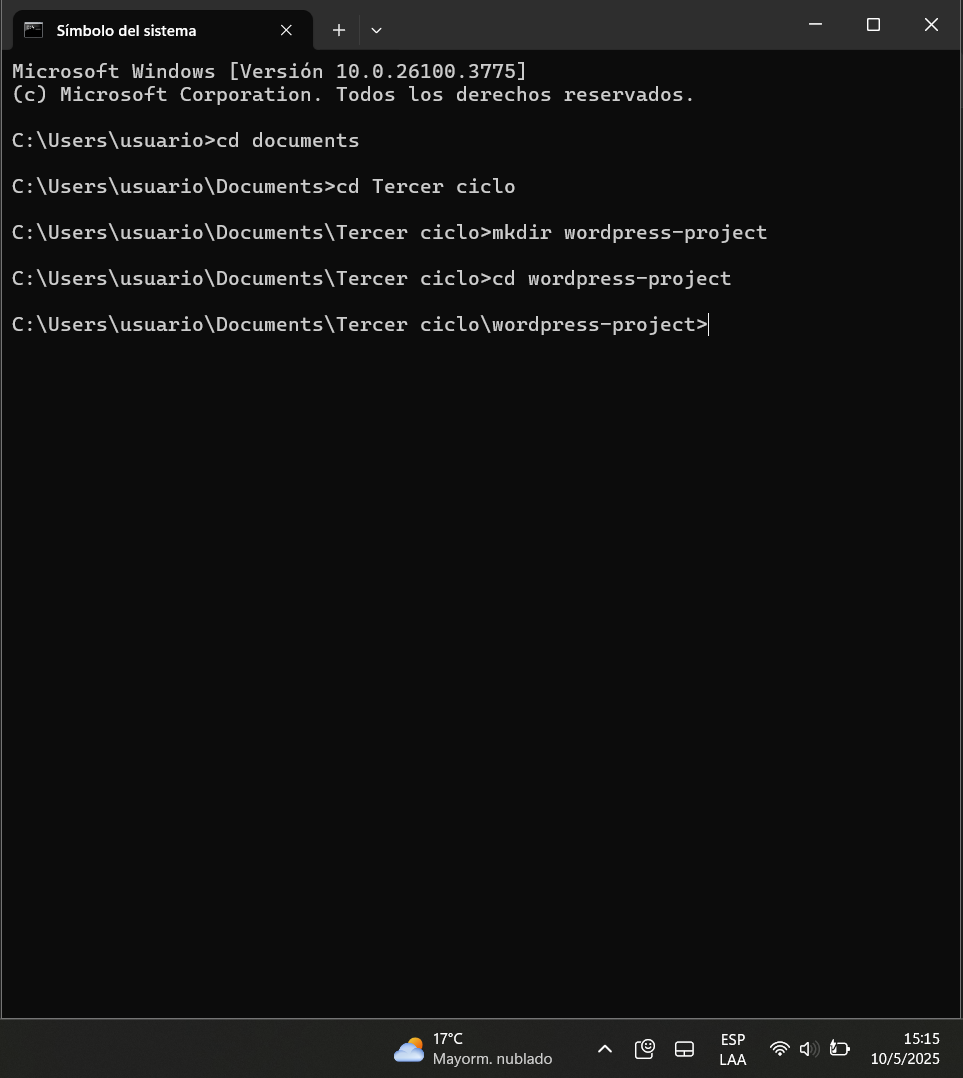 Símbolo del sistema
Microsoft Windows [Versión 10.0.26100.3775]
(c) Microsoft Corporation. Todos los derechos reservados.
C:\Users\usuario>cd documents
C:\Users\usuario\Documents>cd Tercer ciclo
C:\Users\usuario\Documents\Tercer ciclo>mkdir wordpress-project
C:\Users\usuario\Documents\Tercer ciclo>cd wordpress-project
C:\Users\usuario\Documents\Tercer ciclo\wordpress-project>
17°C
Mayorm. nublado
ESP
LAA
15:15
10/5/2025